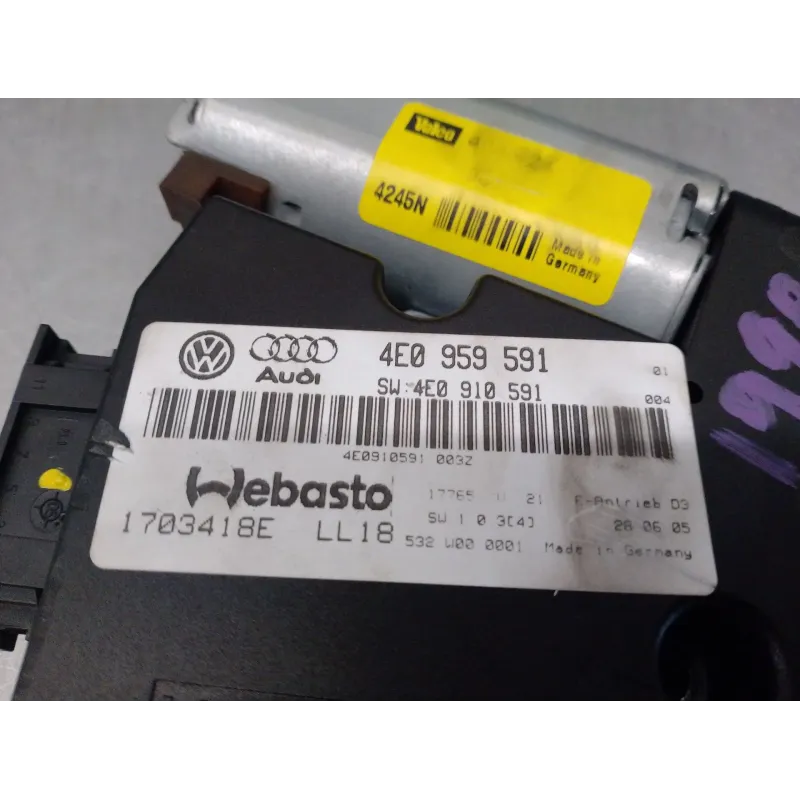 Valeo
4245N
Made in
Germany
4E0 959 591
01
Audi
SW:4E0 910 591
004
4E0910591 003Z
Webasto
17765
21
E-Antrieb D3
1703418E LL18
SW 1 0 3[4]
28 06 05
532 W00 0001
Made in Germany